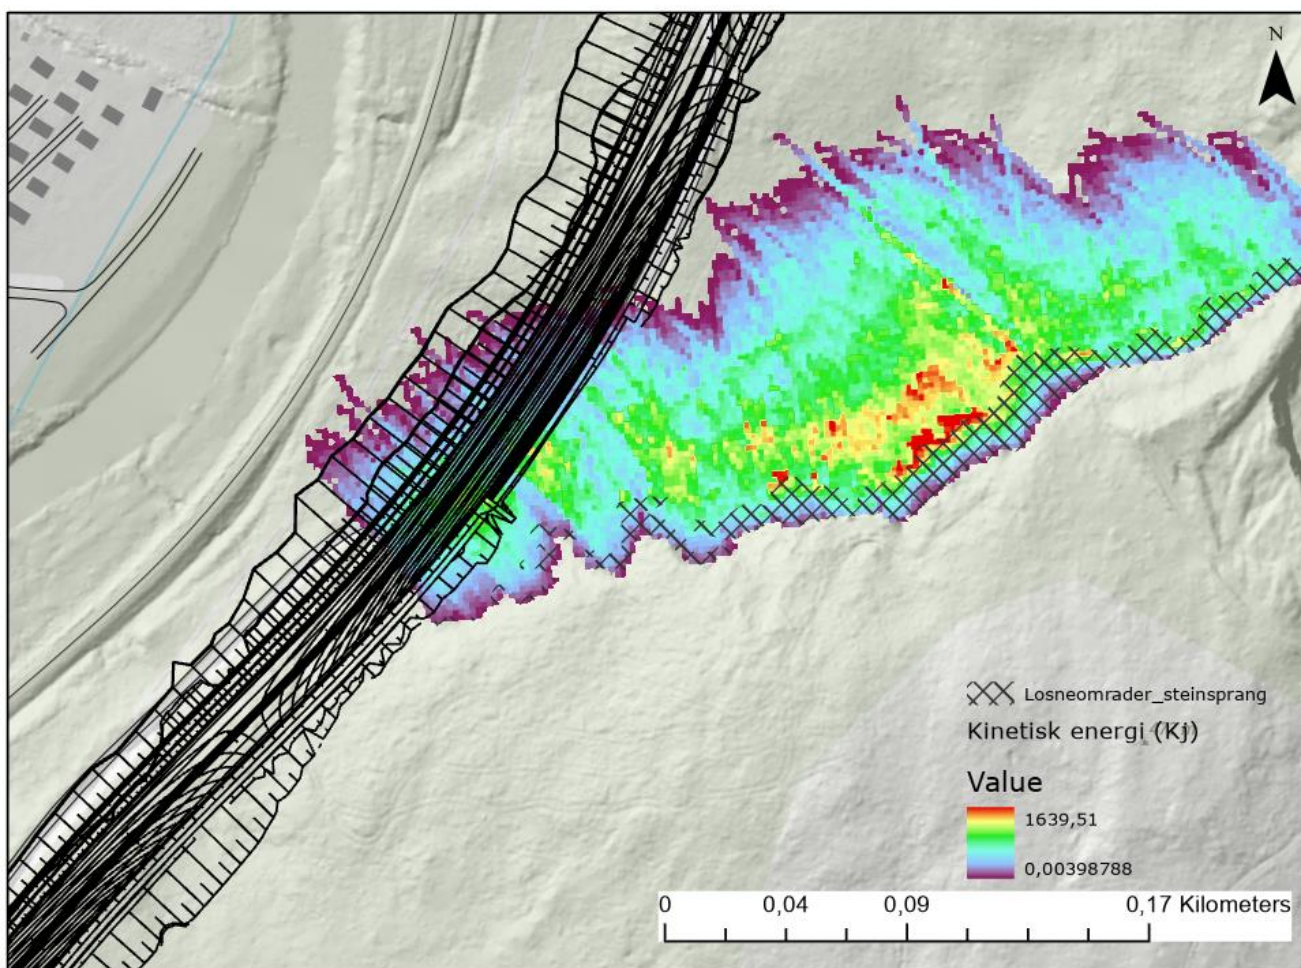 N
Losneomrader_steinsprang
Kinetisk energi (Kj)
Value
1639,51
0,00398788
0 0,04 0,09 0,17 Kilometers